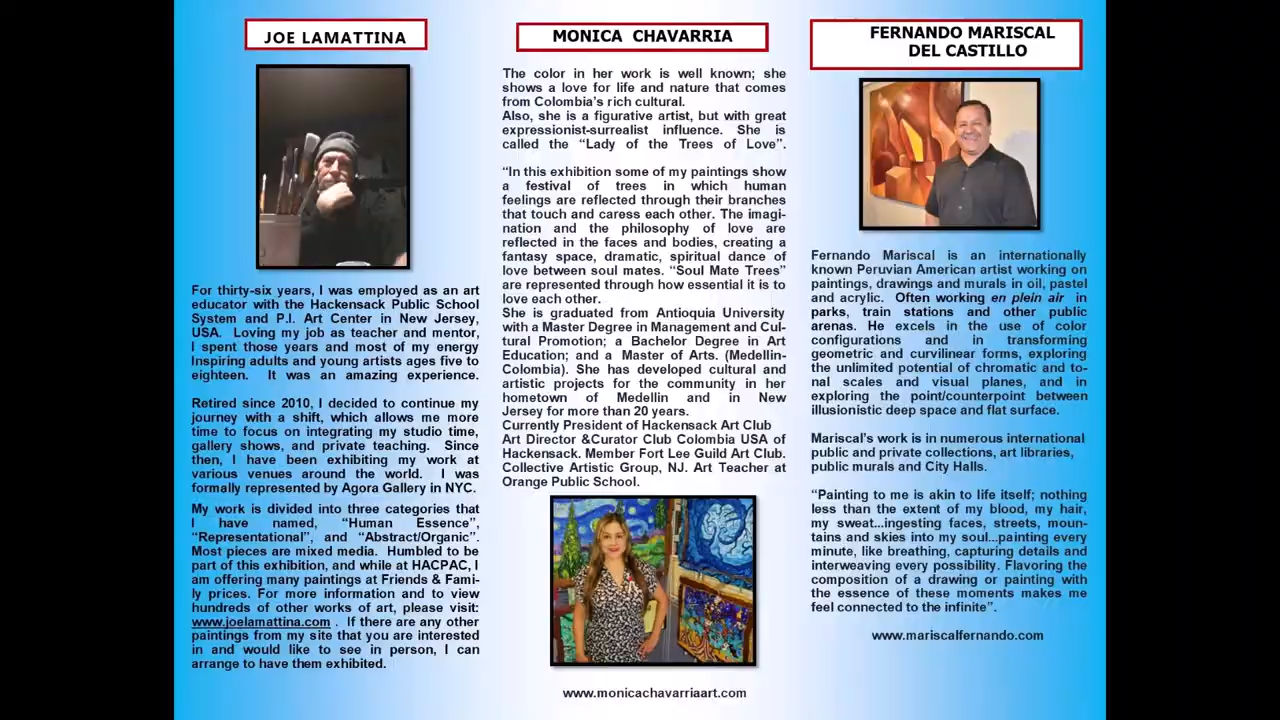 JOE LAMATTINA
For thirty-six years, I was employed as an art
educator with the Hackensack Public School
System and P.I. Art Center in New Jersey,
USA. Loving my job as teacher and mentor,
I spent those years and most of my energy
Inspiring adults and young artists ages five to
eighteen. It was an amazing experience.
Retired since 2010, I decided to continue my
journey with a shift, which allows me more
time to focus on integrating my studio time,
gallery shows, and private teaching. Since
then, I have been exhibiting my work at
various venues around the world. I was
formally represented by Agora Gallery in NYC.
My work is divided into three categories that
I have named, “Human Essence”,
“Representational”, and “Abstract/Organic”.
Most pieces are mixed media. Humbled to be
part of this exhibition, and while at HACPAC, I
am offering many paintings at Friends & Fami-
ly prices. For more information and to view
hundreds of other works of art, please visit:
www.joelamattina.com . If there are any other
paintings from my site that you are interested
in and would like to see in person, I can
arrange to have them exhibited.
MONICA CHAVARRIA
The color in her work is well known; she
shows a love for life and nature that comes
from Colombia’s rich cultural.
Also, she is a figurative artist, but with great
expressionist-surrealist influence. She is
called the “Lady of the Trees of Love”.
“In this exhibition some of my paintings show
a festival of trees in which human
feelings are reflected through their branches
that touch and caress each other. The imagi-
nation and the philosophy of love are
reflected in the faces and bodies, creating a
fantasy space, dramatic, spiritual dance of
love between soul mates. “Soul Mate Trees”
are represented through how essential it is to
love each other.
She is graduated from Antioquia University
with a Master Degree in Management and Cul-
tural Promotion; a Bachelor Degree in Art
Education; and a Master of Arts. (Medellin-
Colombia). She has developed cultural and
artistic projects for the community in her
hometown of Medellin and in New
Jersey for more than 20 years.
Currently President of Hackensack Art Club
Art Director &Curator Club Colombia USA of
Hackensack. Member Fort Lee Guild Art Club.
Collective Artistic Group, NJ. Art Teacher at
Orange Public School.
www.monicachavarriaart.com
FERNANDO MARISCAL
DEL CASTILLO
Fernando Mariscal is an internationally
known Peruvian American artist working on
paintings, drawings and murals in oil, pastel
and acrylic. Often working en plein air in
parks, train stations and other public
arenas. He excels in the use of color
configurations and in transforming
geometric and curvilinear forms, exploring
the unlimited potential of chromatic and to-
nal scales and visual planes, and in
exploring the point/counterpoint between
illusionistic deep space and flat surface.
Mariscal’s work is in numerous international
public and private collections, art libraries,
public murals and City Halls.
“Painting to me is akin to life itself; nothing
less than the extent of my blood, my hair,
my sweat...ingesting faces, streets, moun-
tains and skies into my soul...painting every
minute, like breathing, capturing details and
interweaving every possibility. Flavoring the
composition of a drawing or painting with
the essence of these moments makes me
feel connected to the infinite”.
www.mariscalfernando.com